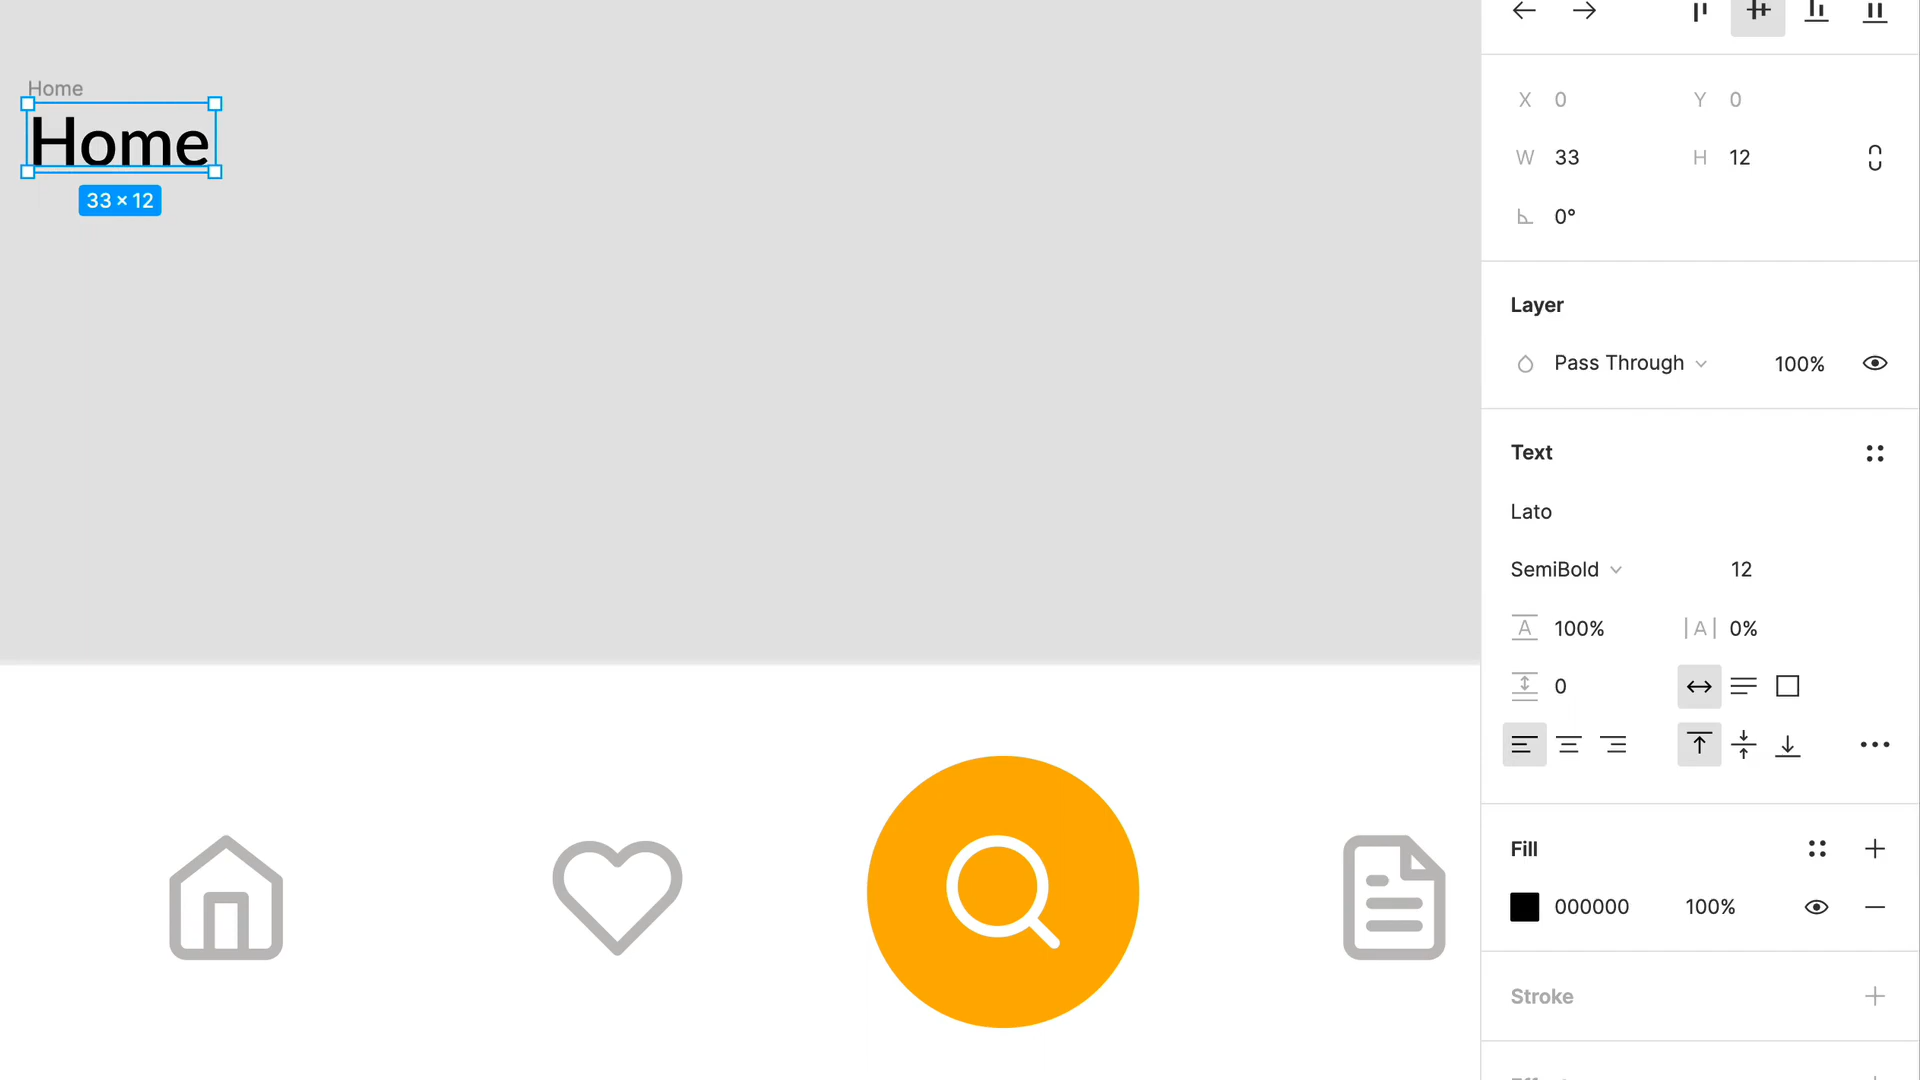 Home
Home
33 × 12
X 0 Y 0
W 33 H 12
0°
Layer
Pass Through 100%
Text
Lato
SemiBold 12
A 100% |A| 0%
0
Fill
000000 100%
Stroke